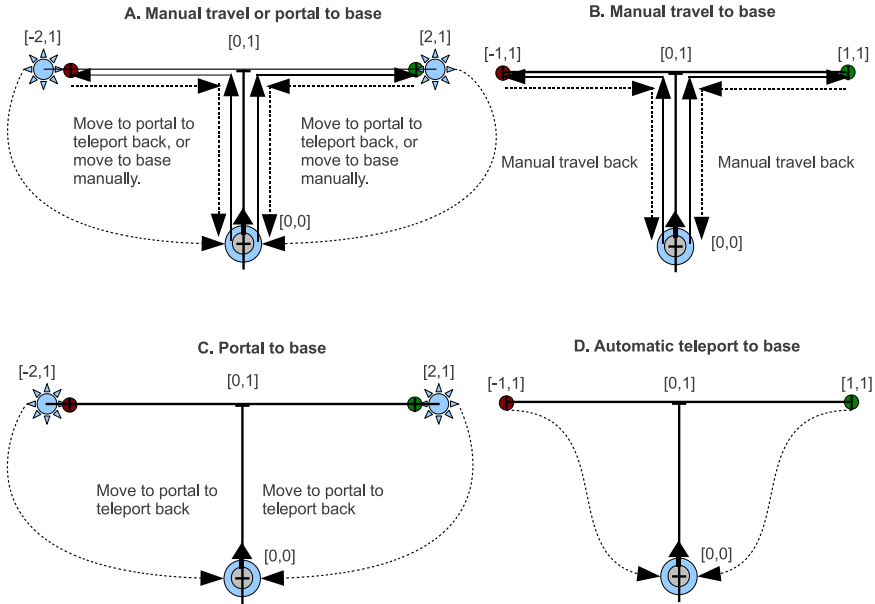 A. Manual travel or portal to base
[-2,1]
[0,1]
[2,1]
Move to portal to
teleport back, or
move to base
manually.
Move to portal to
teleport back, or
move to base
manually.
[0,0]
B. Manual travel to base
[-1,1]
[0,1]
[1,1]
Manual travel back
Manual travel back
[0,0]
C. Portal to base
[-2,1]
[0,1]
[2,1]
Move to portal to
teleport back
Move to portal to
teleport back
[0,0]
D. Automatic teleport to base
[-1,1]
[0,1]
[1,1]
[0,0]